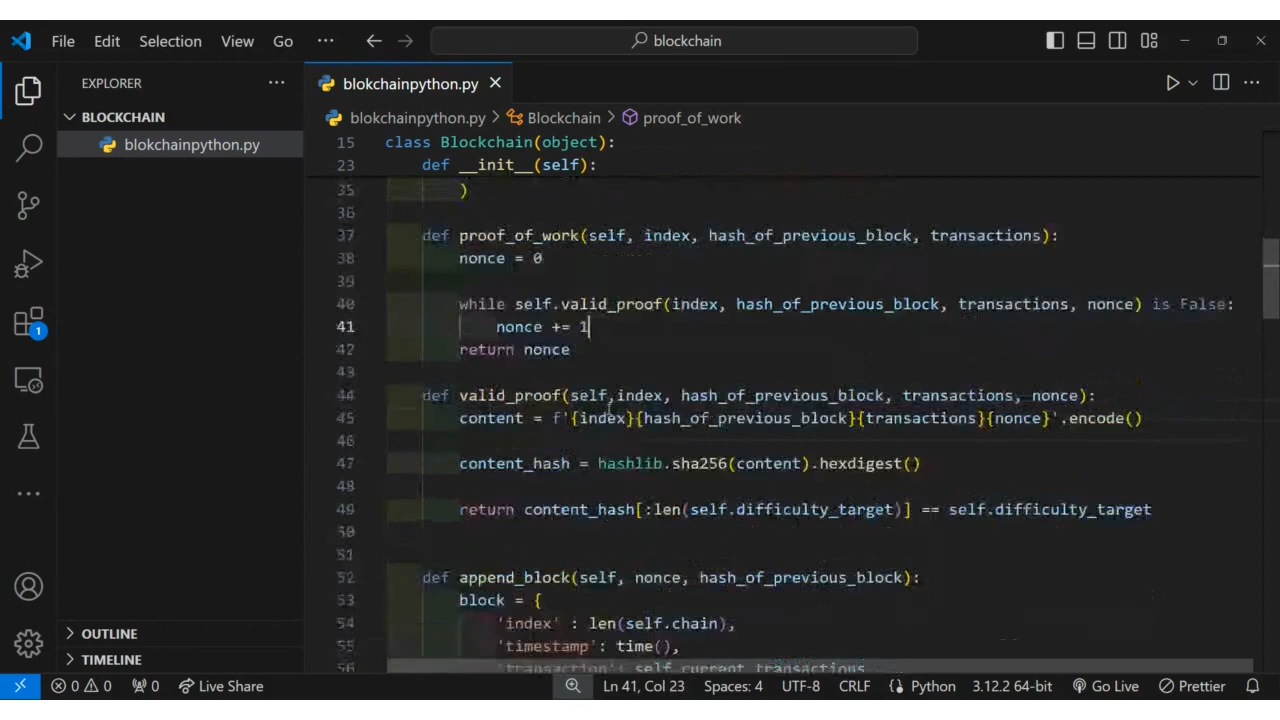 File Edit Selection View Go ··· blockchain
EXPLORER ···
blokchainpython.py
BLOCKCHAIN
blokchainpython.py
blokchainpython.py > Blockchain > proof_of_work
15 class Blockchain(object):
23 def __init__(self):
35 )
36
37 def proof_of_work(self, index, hash_of_previous_block, transactions):
38 nonce = 0
39
40 while self.valid_proof(index, hash_of_previous_block, transactions, nonce) is False:
41 nonce += 1
42 return nonce
43
44 def valid_proof(self,index, hash_of_previous_block, transactions, nonce):
45 content = f'{index}{hash_of_previous_block}{transactions}{nonce}'.encode()
46
47 content_hash = hashlib.sha256(content).hexdigest()
48
49 return content_hash[:len(self.difficulty_target)] == self.difficulty_target
50
51
52 def append_block(self, nonce, hash_of_previous_block):
53 block = {
54 'index' : len(self.chain),
55 'timestamp': time(),
56 'transaction': self.current_transactions
1
OUTLINE
TIMELINE
0 0 0 Live Share Ln 41, Col 23 Spaces: 4 UTF-8 CRLF Python 3.12.2 64-bit Go Live Prettier